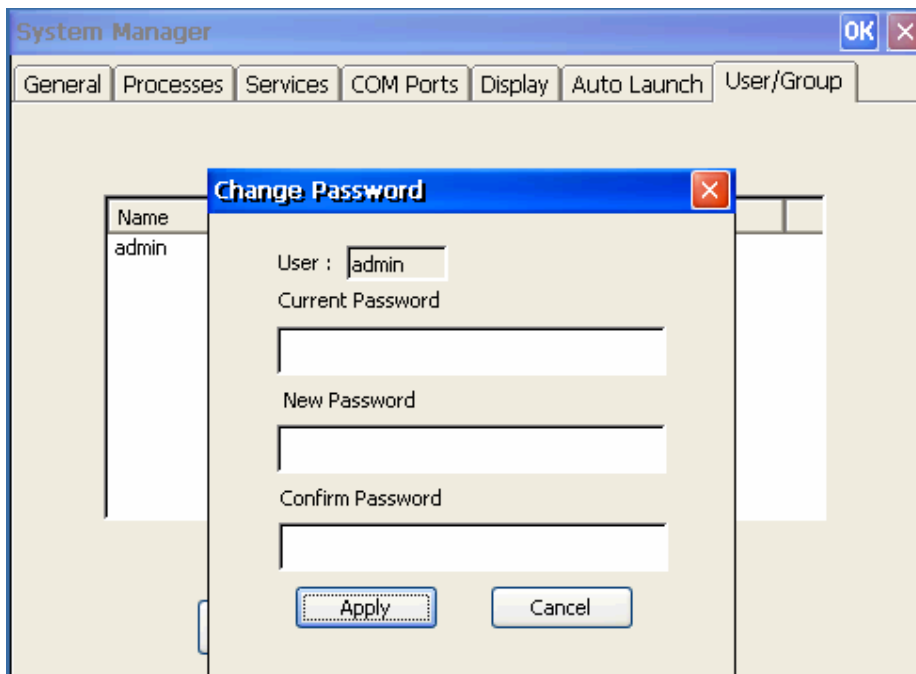 System Manager OK
General Processes Services COM Ports Display Auto Launch User/Group
Change Password
Name
admin
User : admin
Current Password
New Password
Confirm Password
Apply Cancel